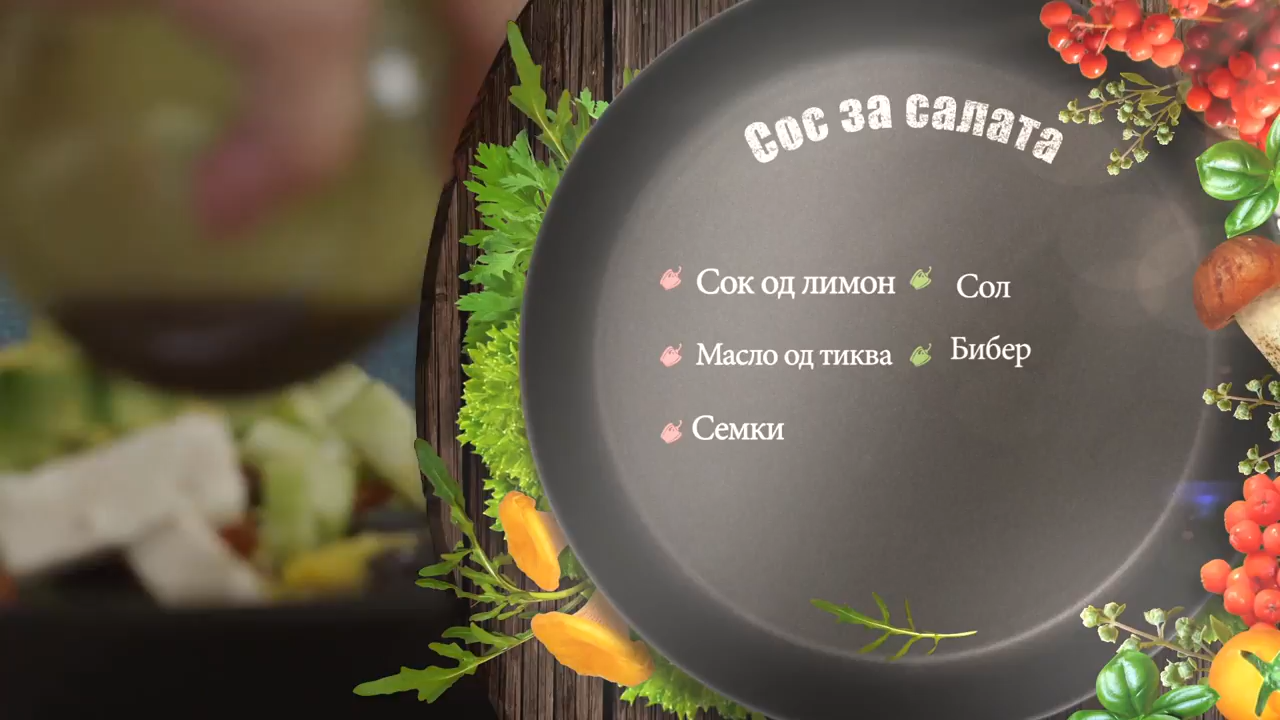 Сос за салата
Сок од лимон
Масло од тиква
Семки
Сол
Бибер